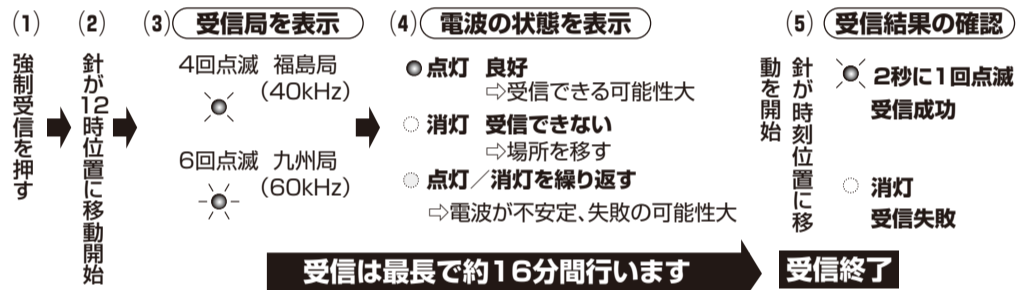 (1)
強制受信を押す
(2)
針が12時位置に移動開始
(3) 受信局を表示
4回点滅 福島局
(40kHz)
6回点滅 九州局
(60kHz)
(4) 電波の状態を表示
点灯 良好
⇨受信できる可能性大
消灯 受信できない
⇨場所を移す
点灯／消灯を繰り返す
⇨電波が不安定、失敗の可能性大
受信は最長で約16分間行います
(5) 受信結果の確認
針が時刻位置に移
動を開始
2秒に1回点滅
受信成功
消灯
受信失敗
受信終了